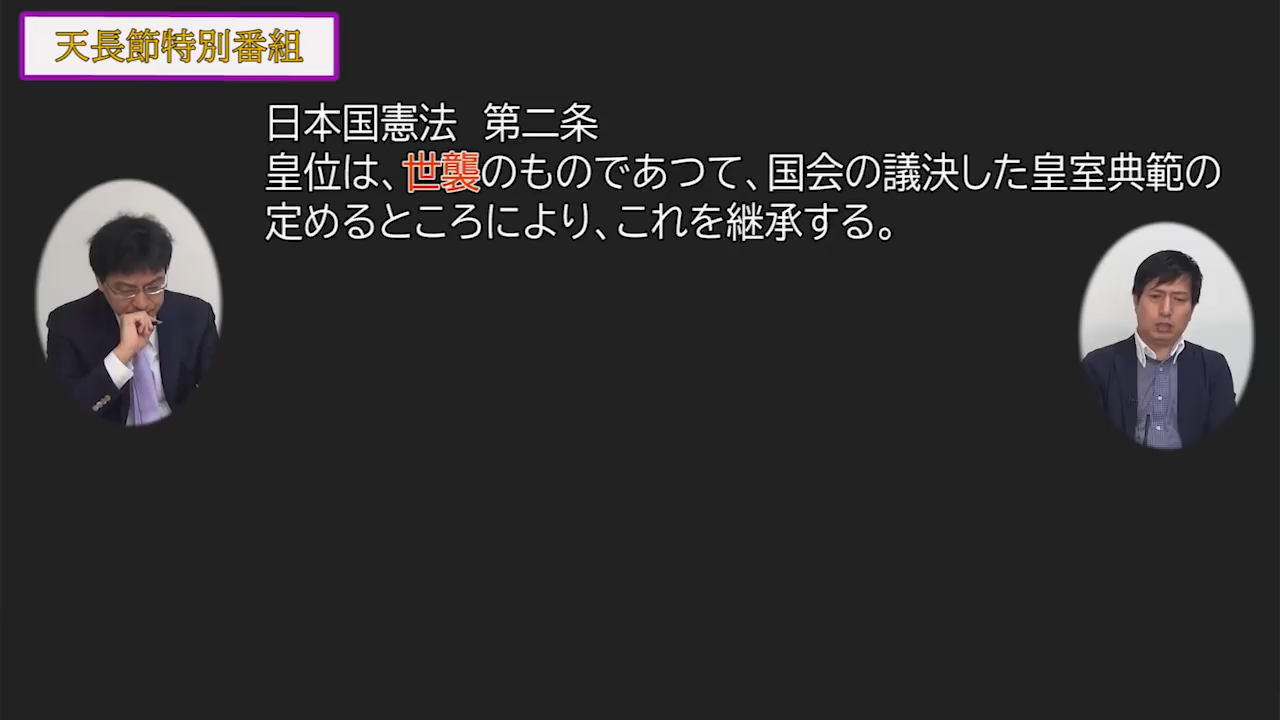 天長節特別番組
日本国憲法　第二条
皇位は、世襲のものであつて、国会の議決した皇室典範の
定めるところにより、これを継承する。